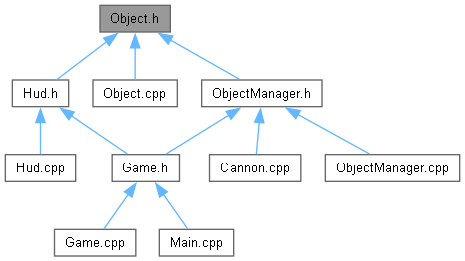 Object.h
Hud.h
Object.cpp
ObjectManager.h
Hud.cpp
Game.h
Cannon.cpp
ObjectManager.cpp
Game.cpp
Main.cpp